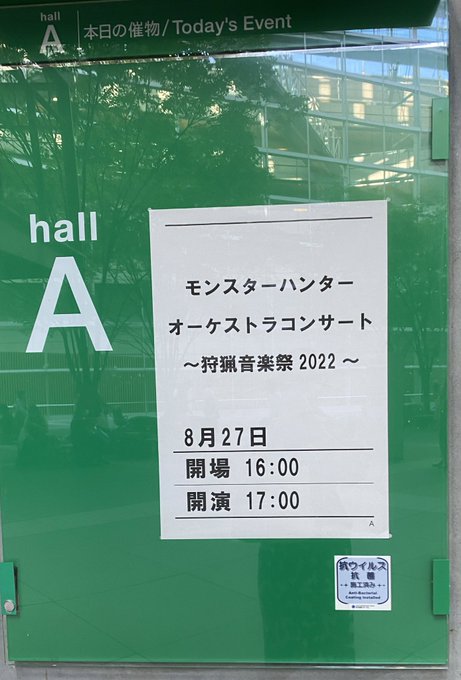 hall
A
本日の催物/Today's Event
hall
A
モンスターハンター
オーケストラコンサート
～狩猟音楽祭 2022～
8月27日
開場 16:00
開演 17:00
A
抗ウイルス
抗菌
施工済み
Anti-Bacterial
Coating Installed